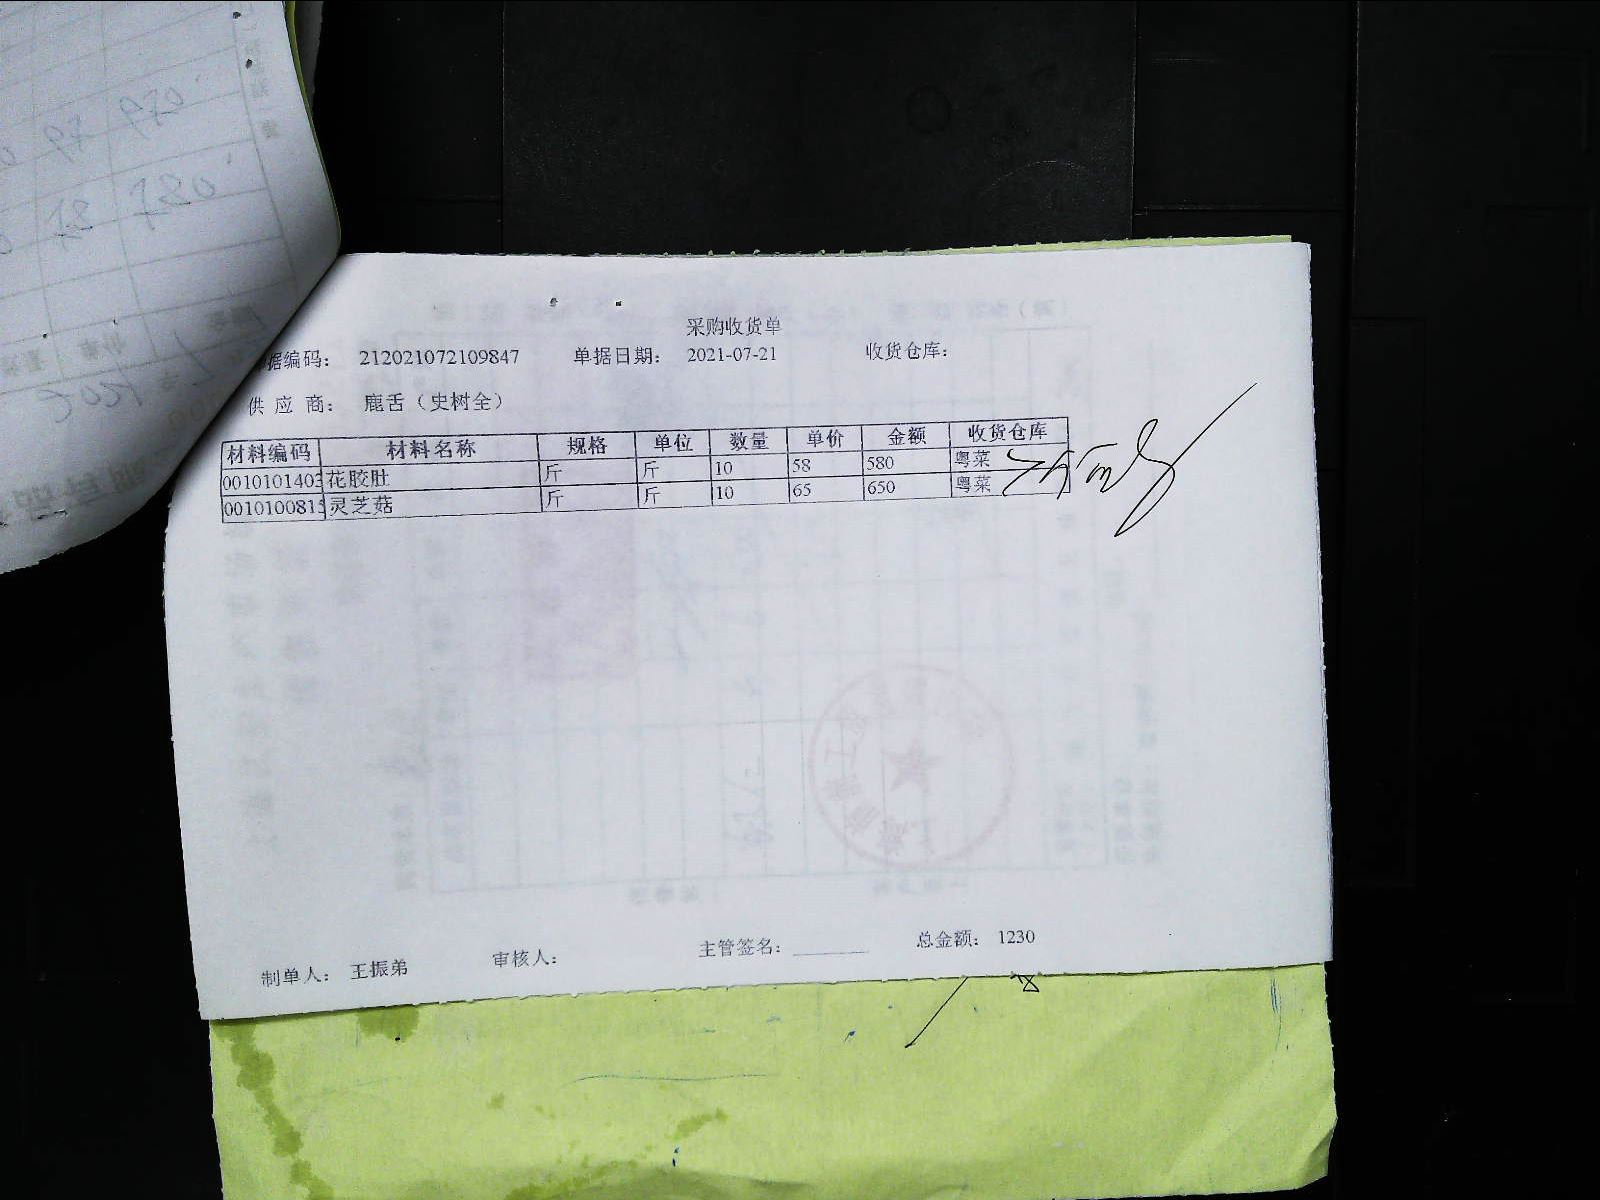 采购收货单
据编码： 212021072109847 单据日期： 2021-07-21 收货仓库：
供 应 商： 鹿舌（史树全）
材料编码 材料名称 规格 单位 数量 单价 金额 收货仓库
0010101403 花胶肚 斤 斤 10 58 580 粤菜
001010081 灵芝菇 斤 斤 10 65 650 粤菜
制单人： 王振弟 审核人： 主管签名： 总金额： 1230